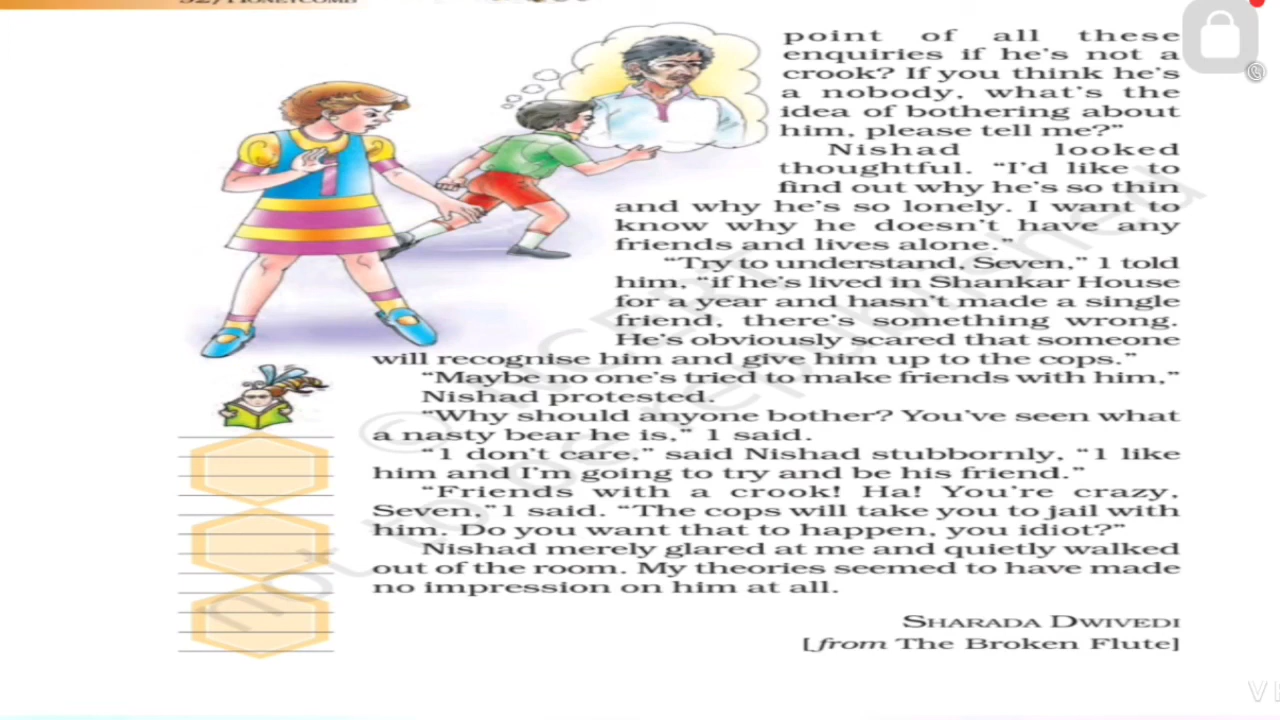 52/HONEYCOMB
point of all these
enquiries if he's not a
crook? If you think he's
a nobody, what's the
idea of bothering about
him, please tell me?"
Nishad looked
thoughtful. "I'd like to
find out why he's so thin
and why he's so lonely. I want to
know why he doesn't have any
friends and lives alone."
"Try to understand, Seven," I told
him, "if he's lived in Shankar House
for a year and hasn't made a single
friend, there's something wrong.
He's obviously scared that someone
will recognise him and give him up to the cops."
"Maybe no one's tried to make friends with him,"
Nishad protested.
"Why should anyone bother? You've seen what
a nasty bear he is," I said.
"I don't care," said Nishad stubbornly, "I like
him and I'm going to try and be his friend."
"Friends with a crook! Ha! You're crazy,
Seven," I said. "The cops will take you to jail with
him. Do you want that to happen, you idiot?"
Nishad merely glared at me and quietly walked
out of the room. My theories seemed to have made
no impression on him at all.
SHARADA DWIVEDI
[from The Broken Flute]
© NCERT
not to be republished